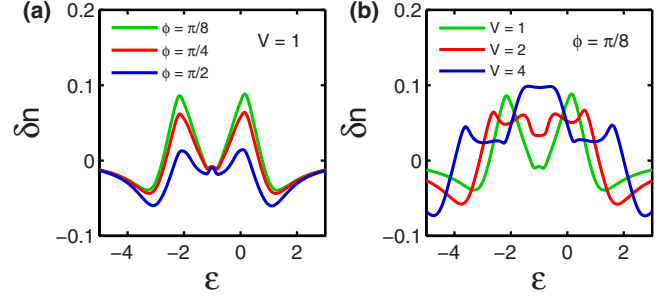 (a)
0.2
0.1
0
−0.1
δn
ϕ = π/8
ϕ = π/4
ϕ = π/2
V = 1
−4
−2
0
2
ε
(b)
0.2
0.1
0
−0.1
δn
V = 1
V = 2
V = 4
ϕ = π/8
−4
−2
0
2
ε